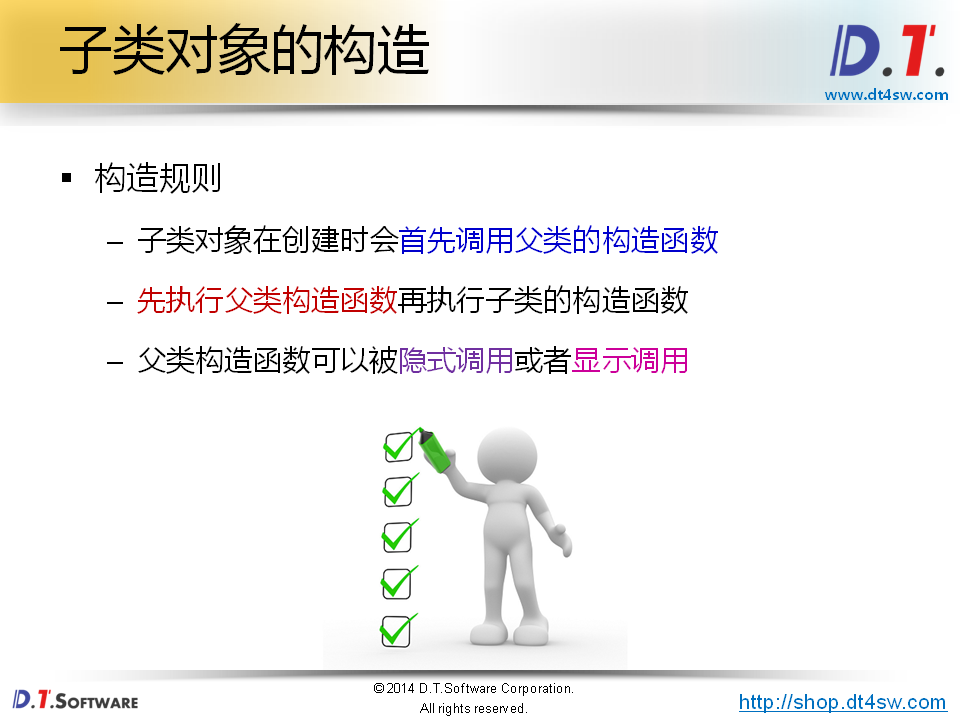 子类对象的构造
D.T.
www.dt4sw.com
▪ 构造规则
– 子类对象在创建时会首先调用父类的构造函数
– 先执行父类构造函数再执行子类的构造函数
– 父类构造函数可以被隐式调用或者显示调用
D.T.SOFTWARE
©2014 D.T.Software Corporation.
All rights reserved.
http://shop.dt4sw.com